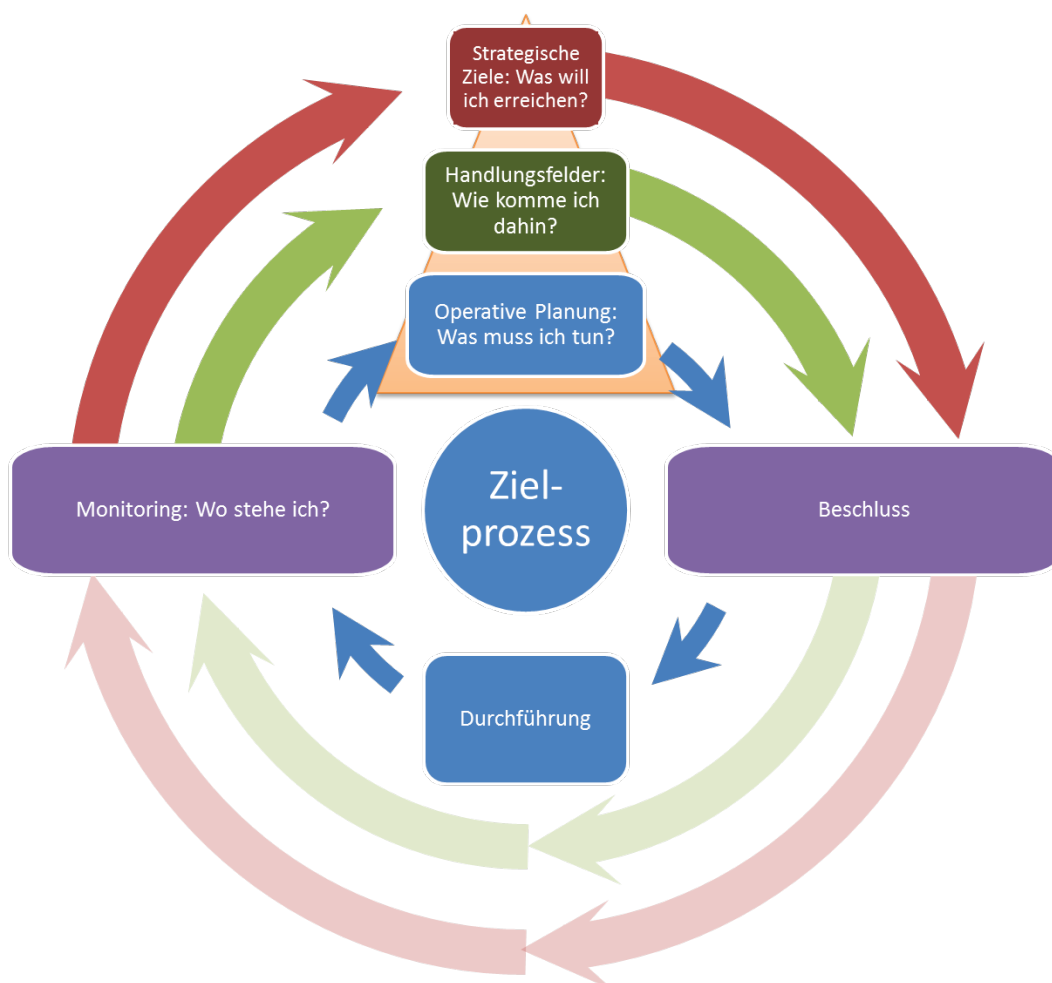 Strategische
Ziele: Was will
ich erreichen?
Handlungsfelder:
Wie komme ich
dahin?
Operative Planung:
Was muss ich tun?
Monitoring: Wo stehe ich?
Ziel-
prozess
Beschluss
Durchführung